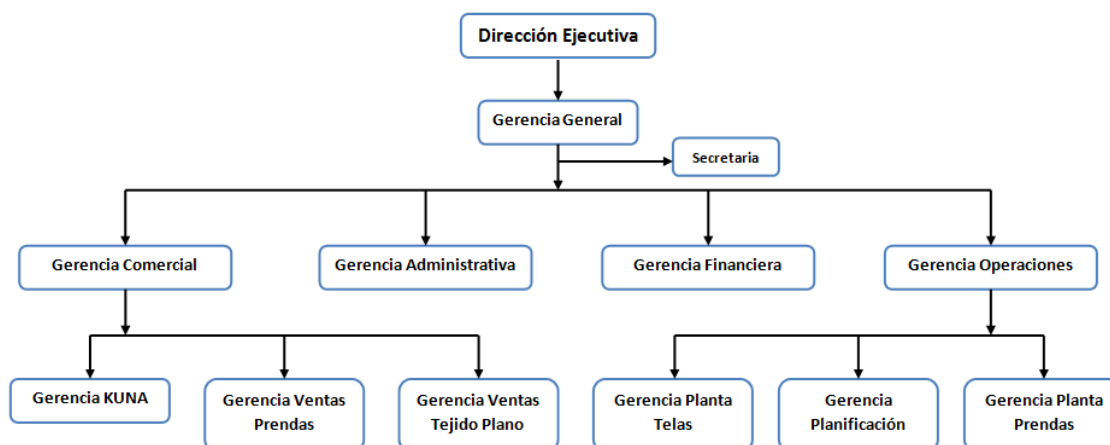 Dirección Ejecutiva
Gerencia General
Secretaria
Gerencia Comercial
Gerencia Administrativa
Gerencia Financiera
Gerencia Operaciones
Gerencia KUNA
Gerencia Ventas
Prendas
Gerencia Ventas
Tejido Plano
Gerencia Planta
Telas
Gerencia
Planificación
Gerencia Planta
Prendas